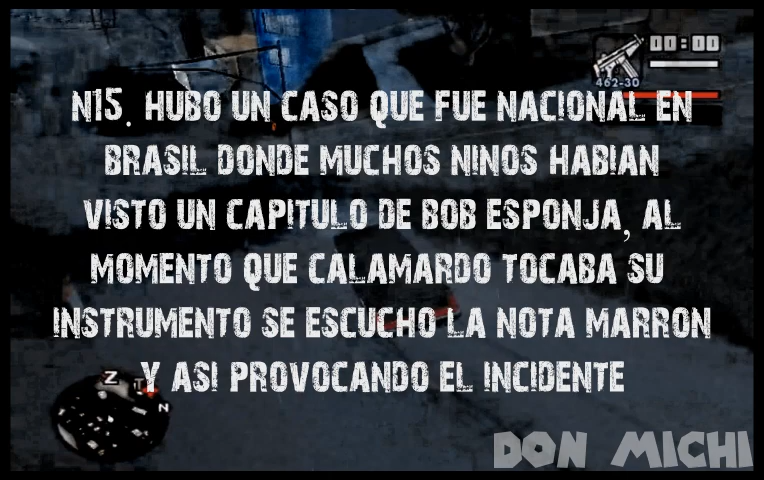 00:00
462-30
N15. HUBO UN CASO QUE FUE NACIONAL EN
BRASIL DONDE MUCHOS NINOS HABIAN
VISTO UN CAPITULO DE BOB ESPONJA, AL
MOMENTO QUE CALAMARDO TOCABA SU
INSTRUMENTO SE ESCUCHO LA NOTA MARRON
Y ASI PROVOCANDO EL INCIDENTE
Z T N
DON MICHI